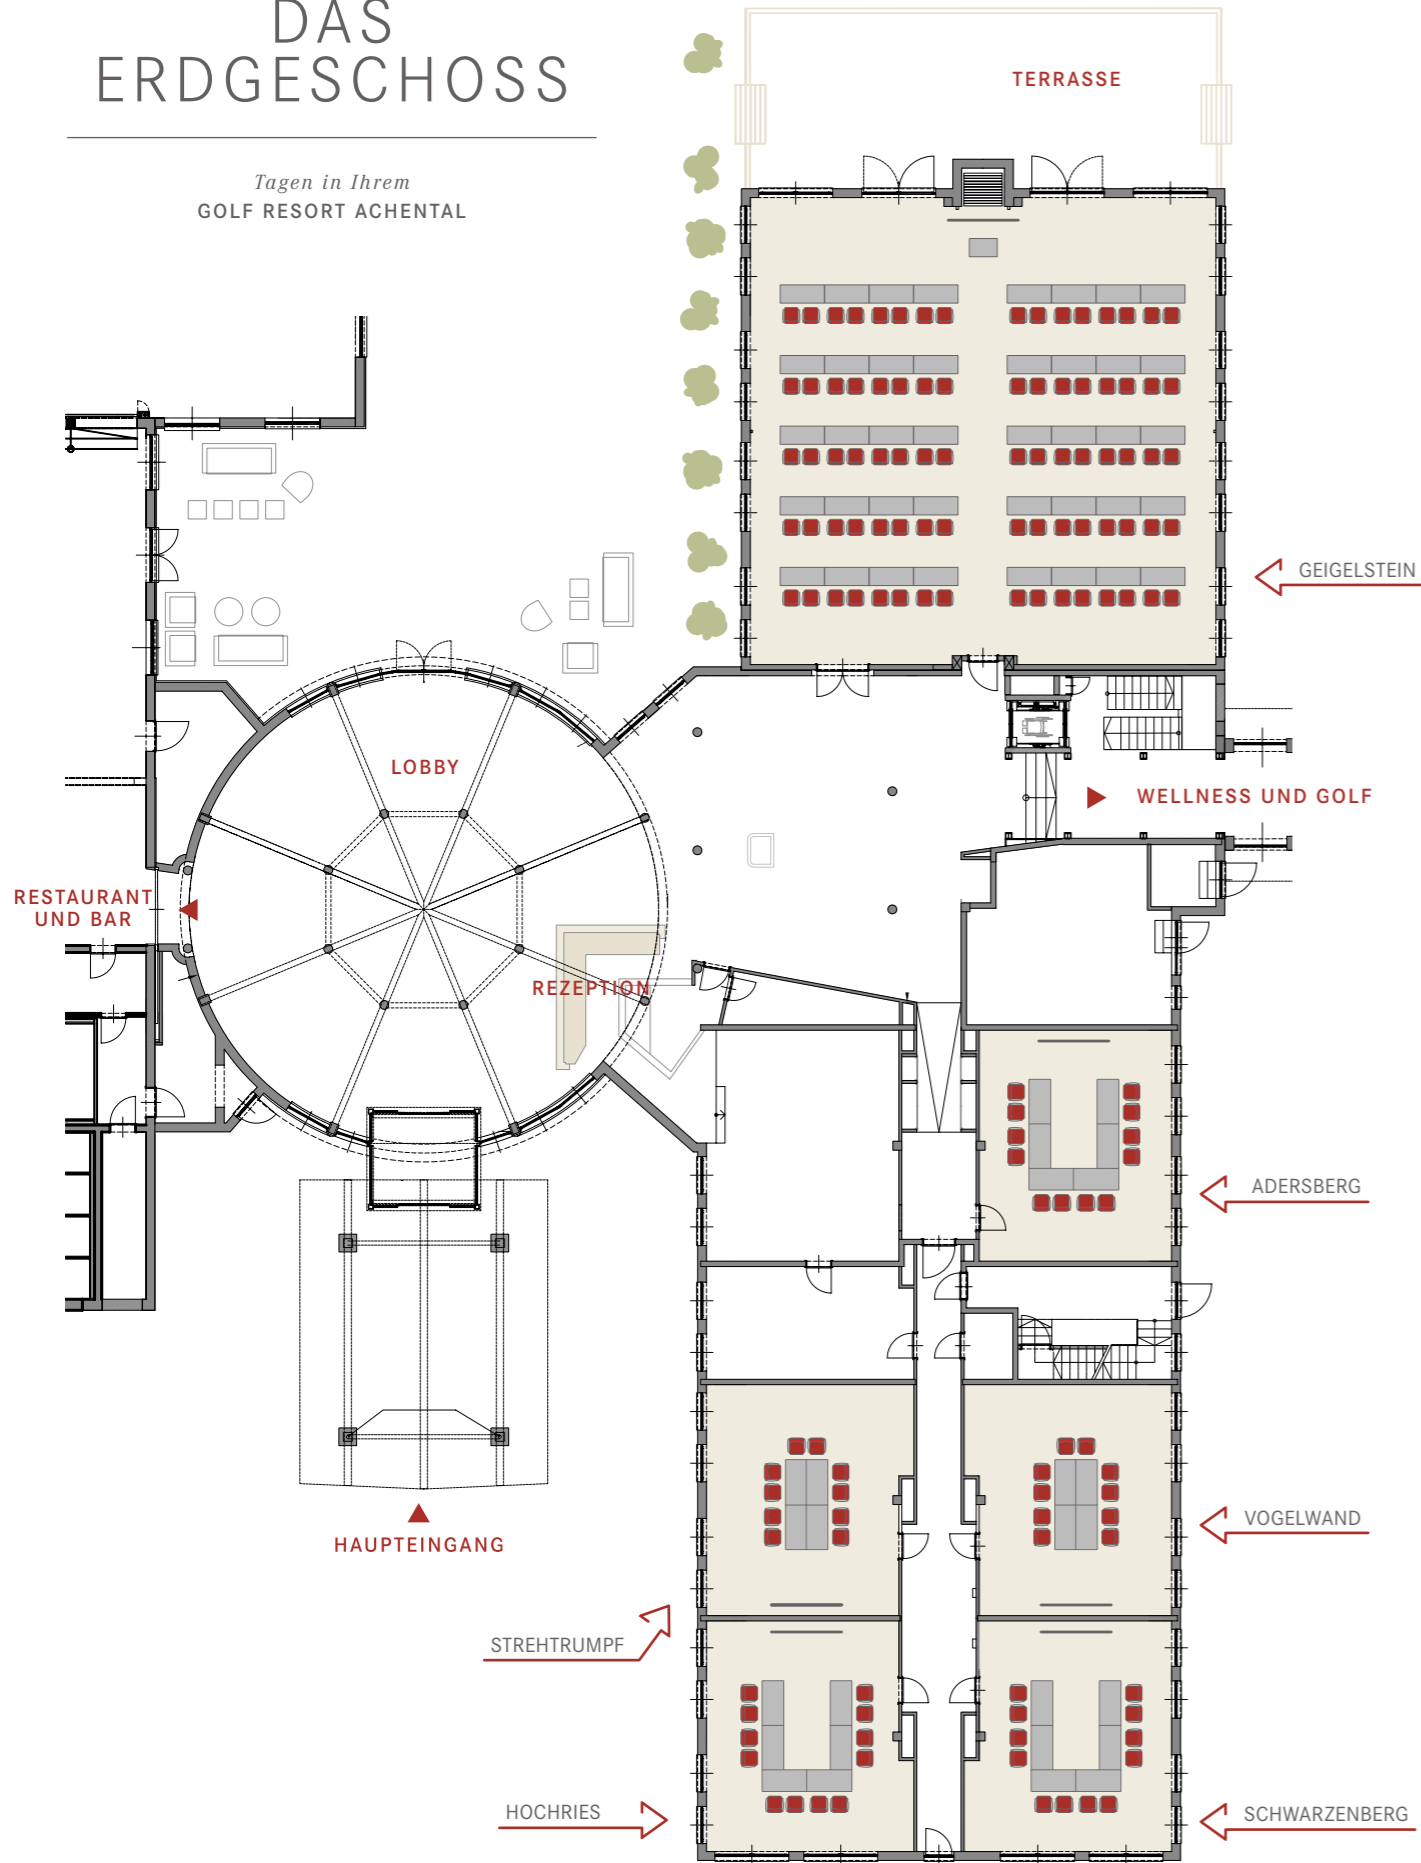 DAS
ERDGESCHOSS
Tagen in Ihrem
GOLF RESORT ACHENTAL
TERRASSE
GEIGELSTEIN
LOBBY
WELLNESS UND GOLF
RESTAURANT
UND BAR
REZEPTION
ADERSBERG
VOGELWAND
HAUPTEINGANG
STREHTRUMPF
HOCHRIES
SCHWARZENBERG